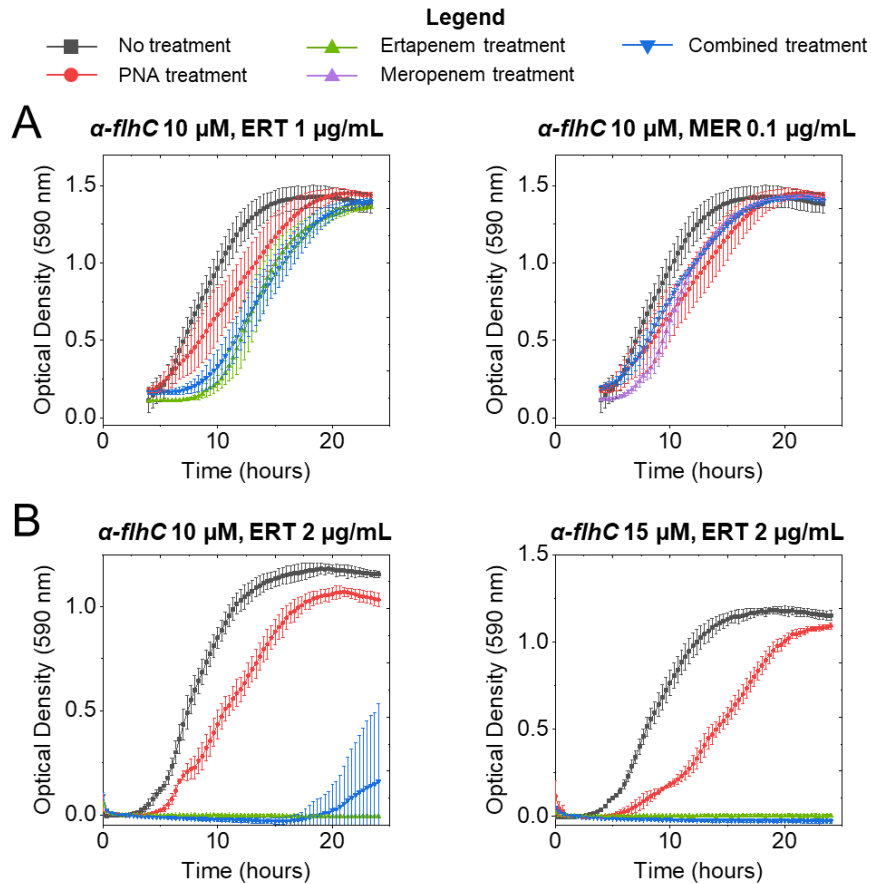 Legend
No treatment
Ertapenem treatment
Combined treatment
PNA treatment
Meropenem treatment
A
α-flhC 10 µM, ERT 1 µg/mL
α-flhC 10 µM, MER 0.1 µg/mL
Optical Density (590 nm)
1.5
1.0
0.5
0.0
0 10 20
Time (hours)
Optical Density (590 nm)
1.5
1.0
0.5
0.0
0 10 20
Time (hours)
B
α-flhC 10 µM, ERT 2 µg/mL
α-flhC 15 µM, ERT 2 µg/mL
Optical Density (590 nm)
1.0
0.5
0.0
0 10 20
Time (hours)
Optical Density (590 nm)
1.5
1.0
0.5
0.0
0 10 20
Time (hours)